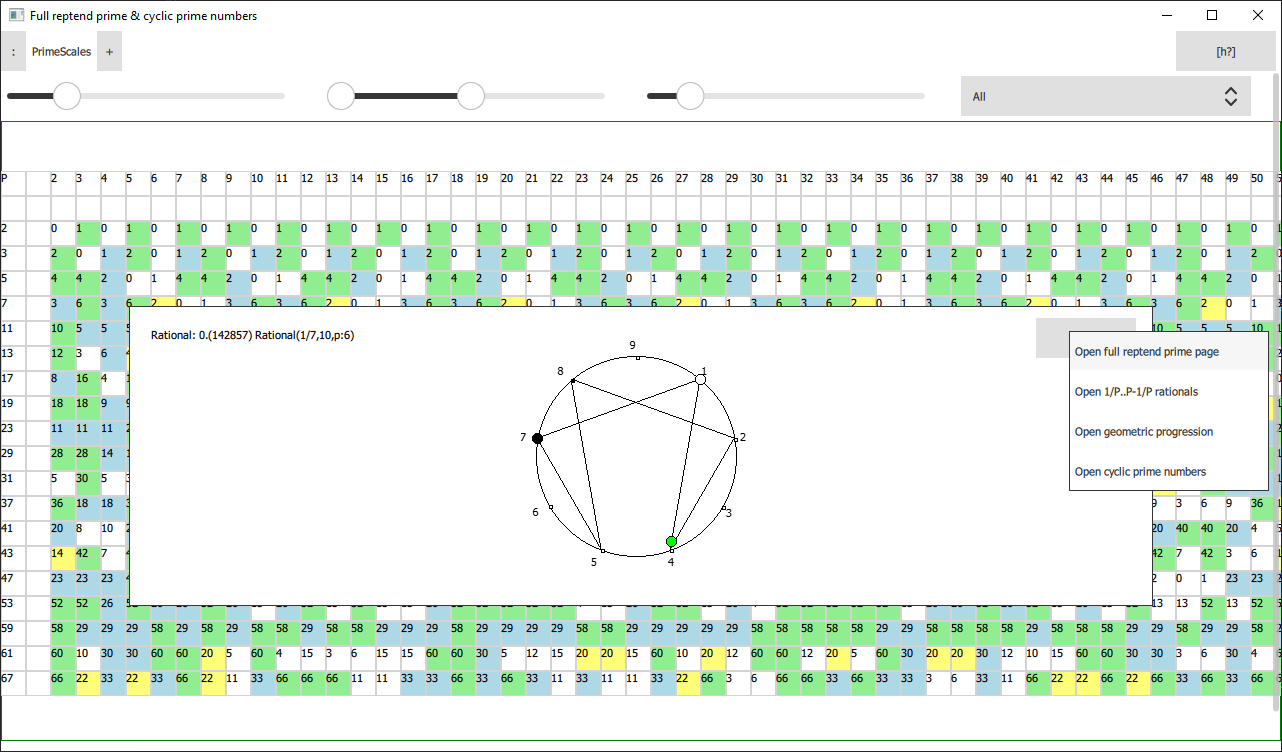 Full reptend prime & cyclic prime numbers
: PrimeScales + [h?]
All
P 2 3 4 5 6 7 8 9 10 11 12 13 14 15 16 17 18 19 20 21 22 23 24 25 26 27 28 29 30 31 32 33 34 35 36 37 38 39 40 41 42 43 44 45 46 47 48 49 50
2 0 1 0 1 0 1 0 1 0 1 0 1 0 1 0 1 0 1 0 1 0 1 0 1 0 1 0 1 0 1 0 1 0 1 0 1 0 1 0 1 0 1 0 1 0 1 0 1 0
3 2 0 1 2 0 1 2 0 1 2 0 1 2 0 1 2 0 1 2 0 1 2 0 1 2 0 1 2 0 1 2 0 1 2 0 1 2 0 1 2 0 1 2 0 1 2 0 1 2
5 4 4 2 0 1 4 4 2 0 1 4 4 2 0 1 4 4 2 0 1 4 4 2 0 1 4 4 2 0 1 4 4 2 0 1 4 4 2 0 1 4 4 2 0 1 4 4 2 0
7 3 6 3 6 2 0 1 3 6 3 6 2 0 1 3 6 3 6 2 0 1 3 6 3 6 2 0 1 3 6 3 6 2 0 1 3 6 3 6 2 0 1 3 6 3 6 2 0 1
11 10 5 5 10 5 5 5 10
13 12 3 6
17 8 16 4
19 18 18 9
23 11 11 11
29 28 28 14
31 5 30 5
37 36 18 18 9 3 6 9 36
41 20 8 10 20 40 40 20 4
43 14 42 7 42 7 42 3 6
47 23 23 23 2 0 1 23 23
53 52 52 26 13 13 52 13 52
59 58 29 29 29 58 29 58 29 58 58 29 58 58 29 29 29 58 29 29 29 29 58 58 29 29 29 29 29 58 58 58 58 58 29 29 58 58 58 58 29 58 58 58 29 29 58 29 29 58
61 60 10 30 30 60 60 20 5 60 4 15 3 6 15 15 60 60 30 5 12 15 20 20 15 60 10 20 12 60 60 12 20 5 60 30 20 20 30 12 10 15 60 60 30 30 3 6 30 4
67 66 22 33 22 33 66 22 11 33 66 66 66 11 11 33 33 66 33 66 33 11 33 11 11 33 22 66 3 6 66 66 33 66 33 33 3 6 33 11 66 22 22 66 22 33 66 33 66 33
Rational: 0.(142857) Rational(1/7,10,p:6)
9
8 1
7 2
6 3
5 4
Open full reptend prime page
Open 1/P..P-1/P rationals
Open geometric progression
Open cyclic prime numbers